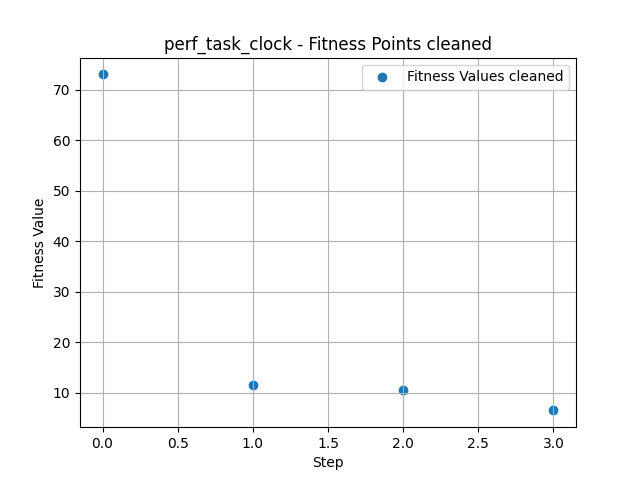 perf_task_clock - Fitness Points cleaned
Fitness Values cleaned
Fitness Value
70
60
50
40
30
20
10
0.0 0.5 1.0 1.5 2.0 2.5 3.0
Step